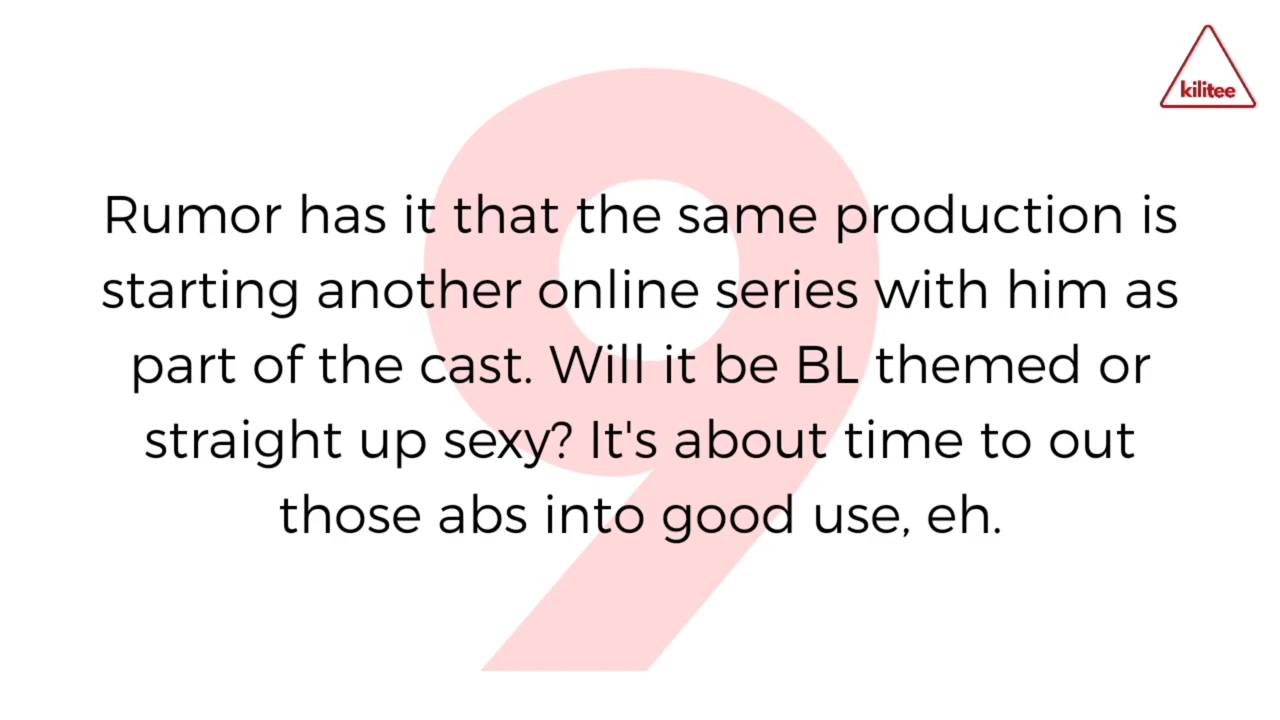 kilitee
9
Rumor has it that the same production is
starting another online series with him as
part of the cast. Will it be BL themed or
straight up sexy? It's about time to out
those abs into good use, eh.